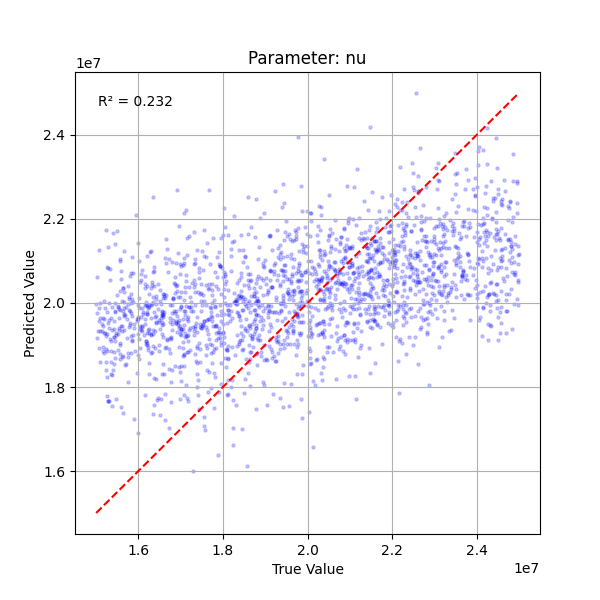 Parameter: nu
1e7
R² = 0.232
2.4
2.2
2.0
1.8
1.6
Predicted Value
1.6 1.8 2.0 2.2 2.4
True Value
1e7